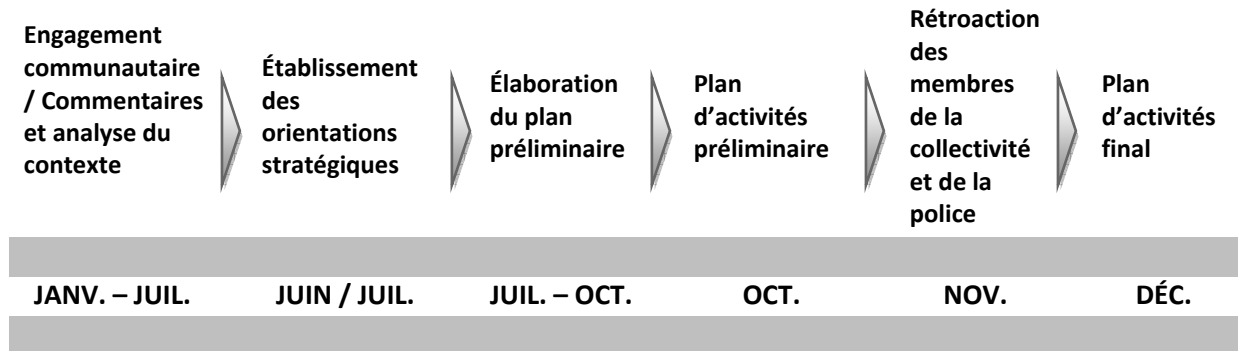 Engagement
communautaire
/ Commentaires
et analyse du
contexte
Établissement
des
orientations
stratégiques
Élaboration
du plan
préliminaire
Plan
d’activités
préliminaire
Rétroaction
des
membres
de la
collectivité
et de la
police
Plan
d’activités
final
JANV. – JUIL.
JUIN / JUIL.
JUIL. – OCT.
OCT.
NOV.
DÉC.